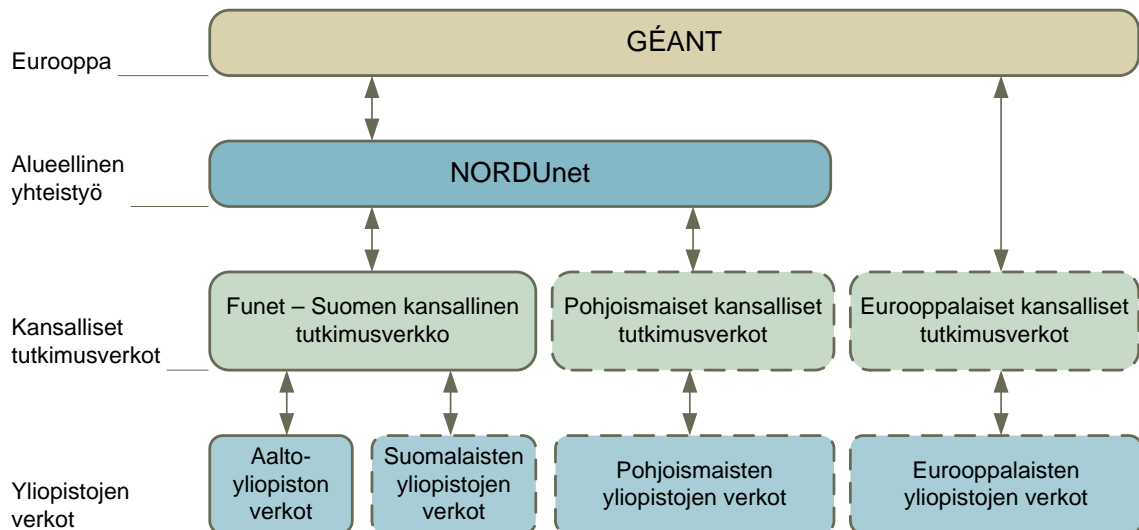 GÉANT
Eurooppa
Alueellinen
yhteistyö
NORDUnet
Kansalliset
tutkimusverkot
Funet – Suomen kansallinen
tutkimusverkko
Pohjoismaiset kansalliset
tutkimusverkot
Eurooppalaiset kansalliset
tutkimusverkot
Yliopistojen
verkot
Aalto-
yliopiston
verkot
Suomalaisten
yliopistojen
verkot
Pohjoismaisten
yliopistojen verkot
Eurooppalaisten
yliopistojen verkot